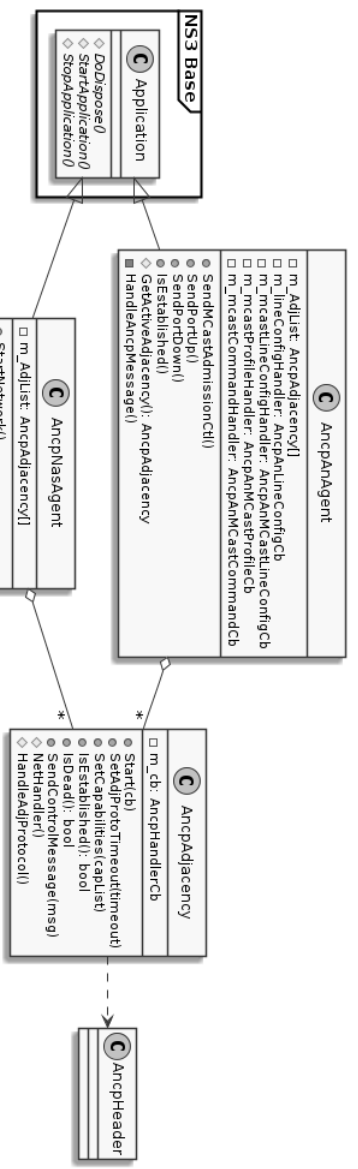 NS3 Base
C Application
DoDispose()
StartApplication()
StopApplication()
C AncpAnAgent
m_AdjList: AncpAdjacency[]
m_lineConfigHandler: AncpAnLineConfigCb
m_mcastLineConfigHandler: AncpAnMCastLineConfigCb
m_mcastProfileHandler: AncpAnMCastProfileCb
m_mcastCommandHandler: AncpAnMCastCommandCb
SendMCastAdmissionCtl()
SendPortUp()
SendPortDown()
IsEstablished()
GetActiveAdjacency(): AncpAdjacency
HandleAncpMessage()
C AncpNasAgent
m_AdjList: AncpAdjacency[]
StartNetwork()
*
*
C AncpAdjacency
m_cb: AncpHandlerCb
Start(cb)
SetAdjProtoTimeout(timeout)
SetCapabilities(capList)
IsEstablished(): bool
IsDead(): bool
SendControlMessage(msg)
NetHandler()
HandleAdjProtocol()
C AncpHeader